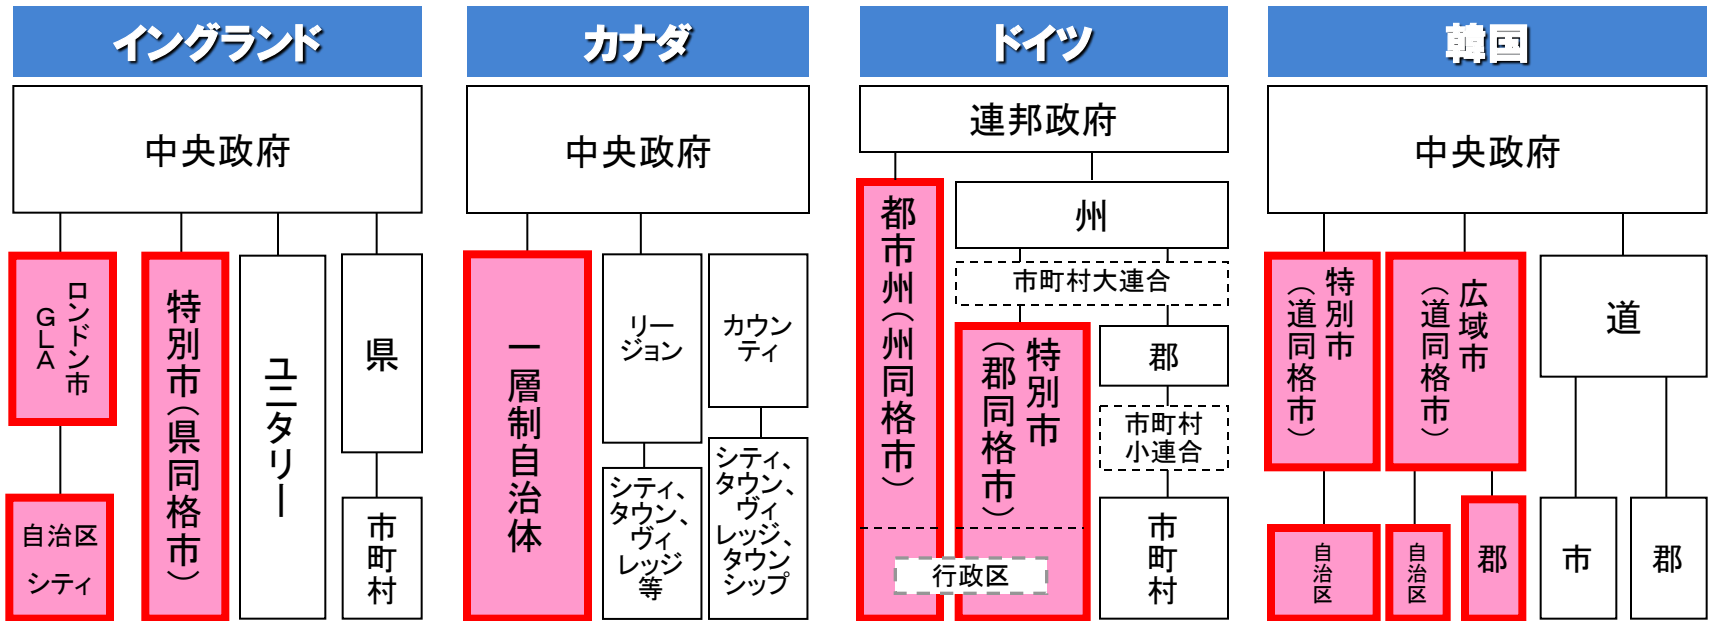 イングランド
中央政府
ロンドン市
GLA
自治区
シティ
特別市（県同格市）
ユニタリー
県
市町村
カナダ
中央政府
一層制自治体
リー
ジョン
シティ、
タウン、
ヴィ
レッジ
等
カウン
ティ
シティ、
タウン、
ヴィ
レッジ、
タウン
シップ
ドイツ
連邦政府
都市州（州同格市）
州
市町村大連合
特別市
（郡同格市）
郡
市町村
小連合
市町村
行政区
韓国
中央政府
特別市
（道同格市）
自治区
広域市
（道同格市）
自治区
郡
道
市
郡